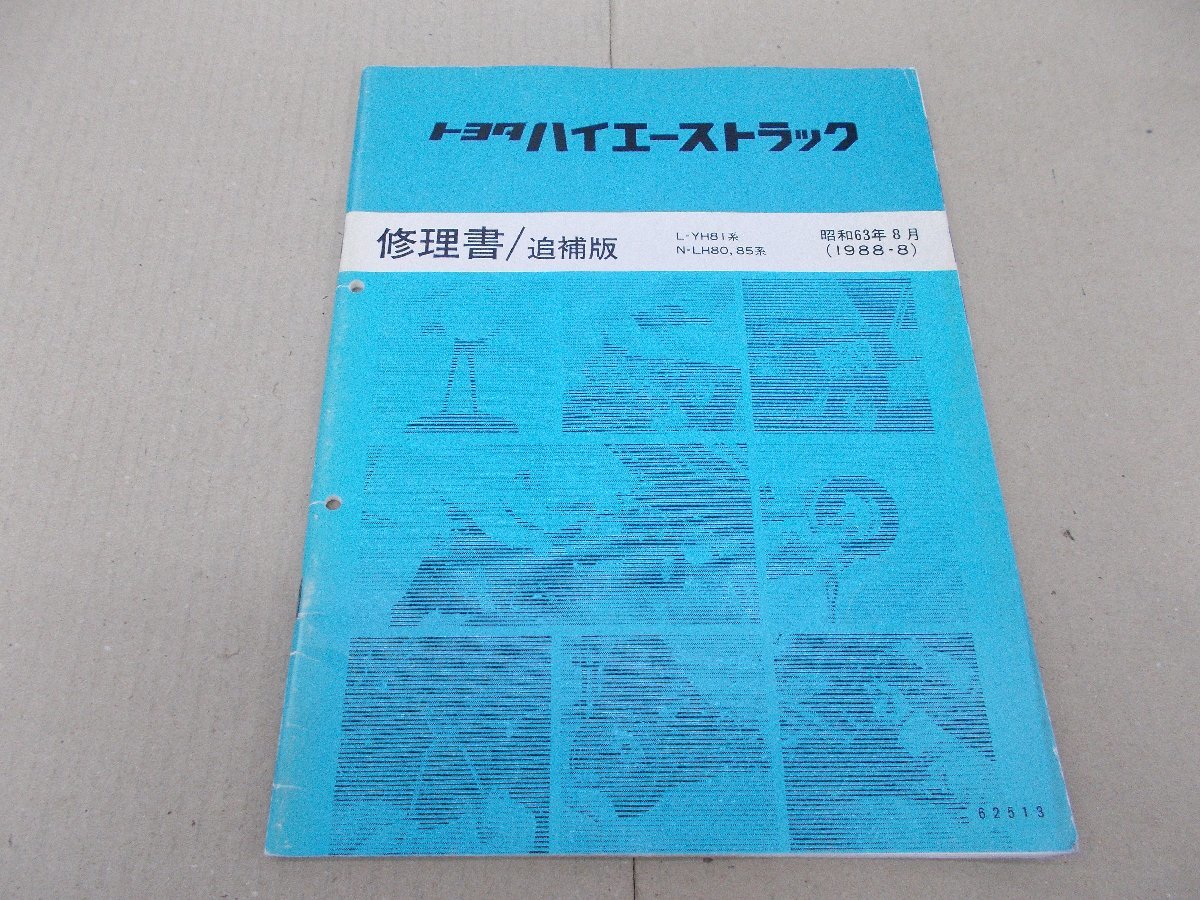 トヨタ ハイエーストラック
修理書/追補版
L-YH81系
N-LH80,85系
昭和63年8月
(1988-8)
62513